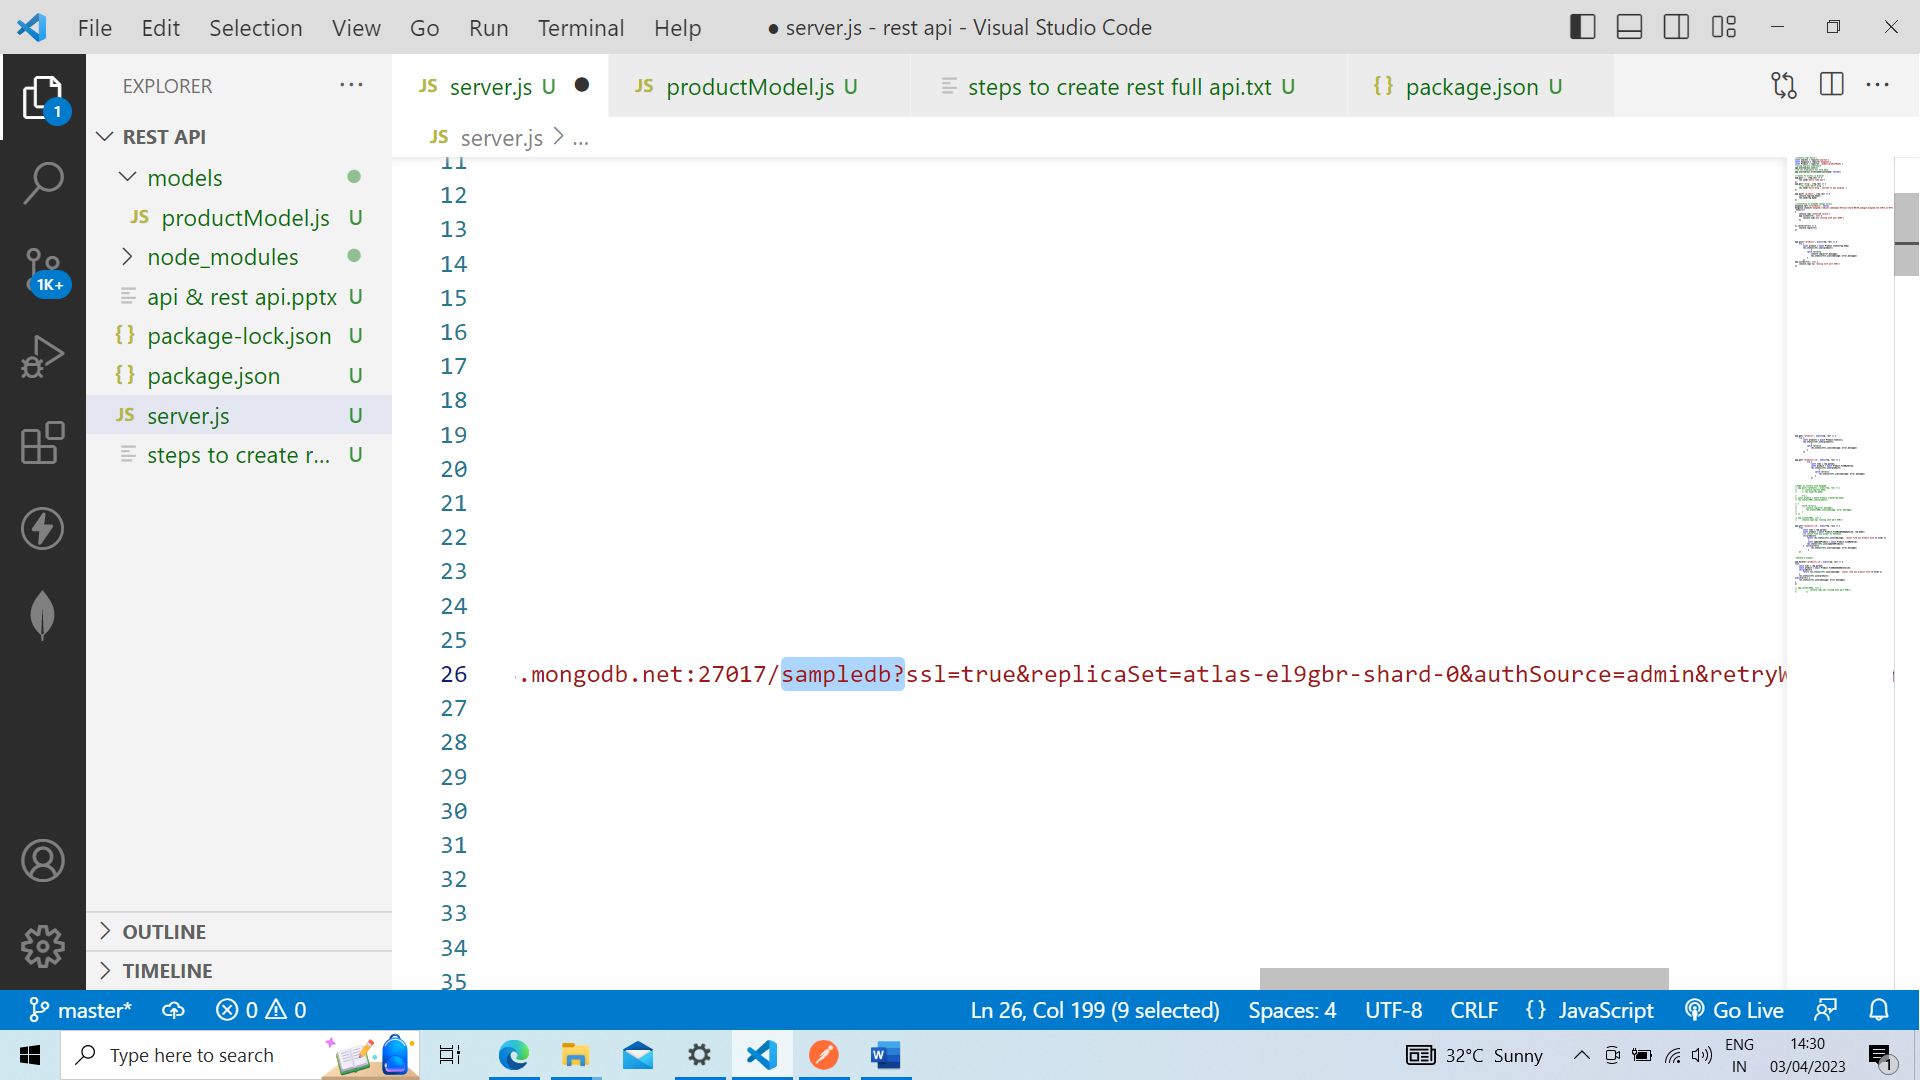 File Edit Selection View Go Run Terminal Help
● server.js - rest api - Visual Studio Code
EXPLORER
JS server.js U ●
JS productModel.js U
steps to create rest full api.txt U
{} package.json U
JS server.js > ...
REST API
models
JS productModel.js U
node_modules
api & rest api.pptx U
{} package-lock.json U
{} package.json U
JS server.js U
steps to create r... U
1
1K+
11
12
13
14
15
16
17
18
19
20
21
22
23
24
25
26 .mongodb.net:27017/sampledb?ssl=true&replicaSet=atlas-el9gbr-shard-0&authSource=admin&retryW
27
28
29
30
31
32
33
34
35
OUTLINE
TIMELINE
master* 0 0 Ln 26, Col 199 (9 selected) Spaces: 4 UTF-8 CRLF {} JavaScript Go Live
Type here to search
32°C Sunny
ENG
IN
14:30
03/04/2023
1